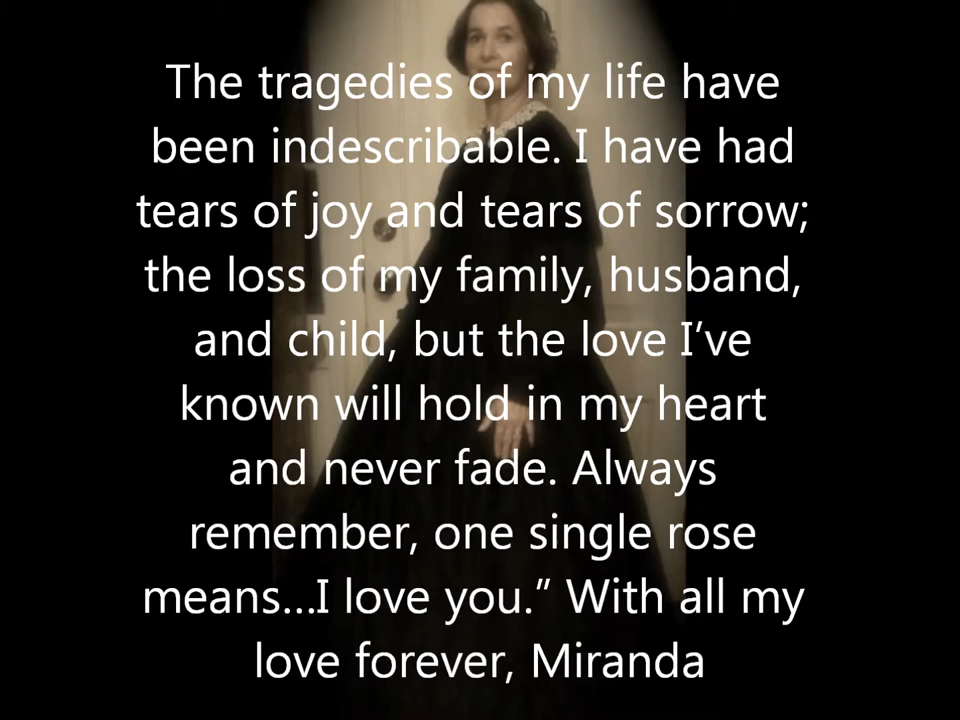 The tragedies of my life have
been indescribable. I have had
tears of joy and tears of sorrow;
the loss of my family, husband,
and child, but the love I’ve
known will hold in my heart
and never fade. Always
remember, one single rose
means…I love you.” With all my
love forever, Miranda